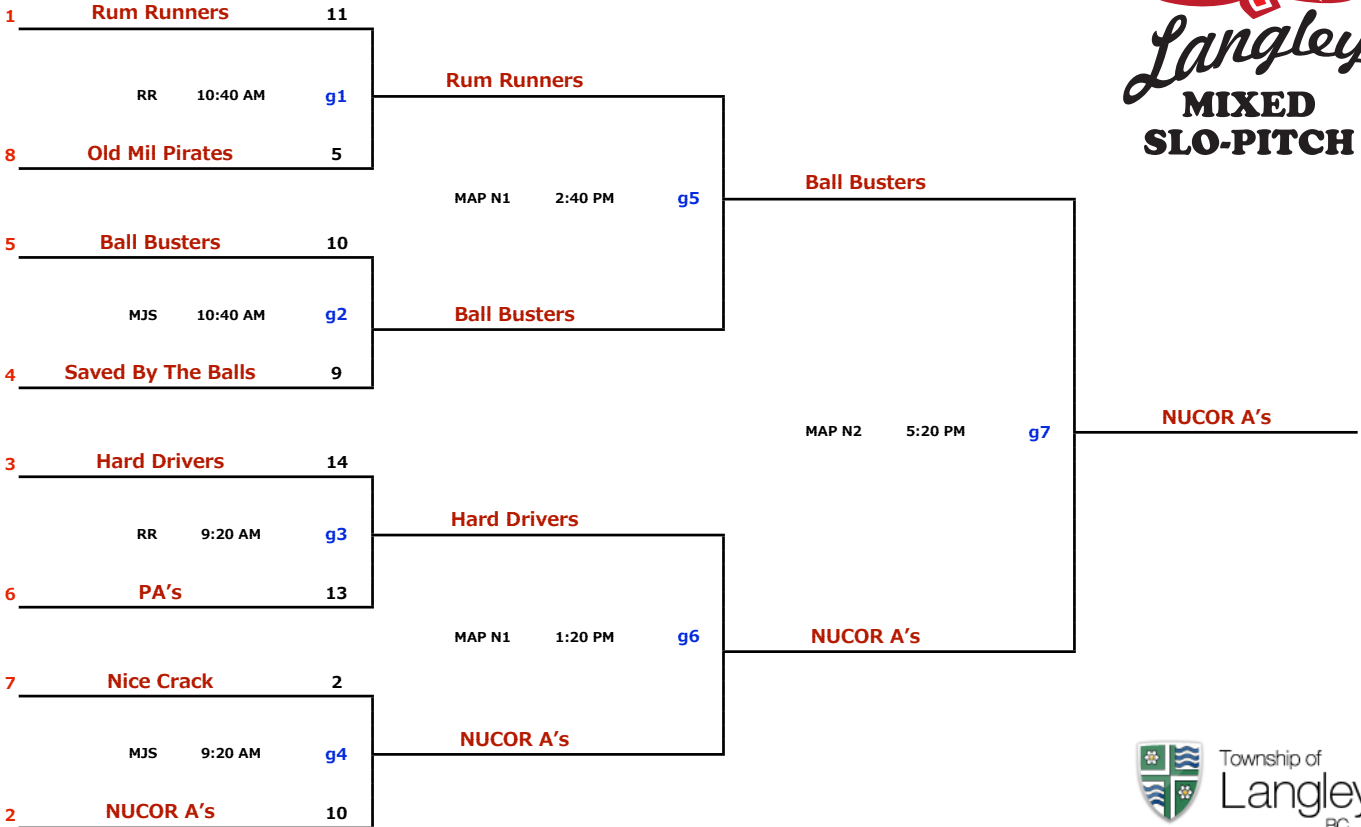 1 Rum Runners 11
RR 10:40 AM g1
8 Old Mil Pirates 5
5 Ball Busters 10
MJS 10:40 AM g2
4 Saved By The Balls 9
3 Hard Drivers 14
RR 9:20 AM g3
6 PA’s 13
7 Nice Crack 2
MJS 9:20 AM g4
2 NUCOR A’s 10
Rum Runners
MAP N1 2:40 PM g5
Ball Busters
Hard Drivers
MAP N1 1:20 PM g6
NUCOR A’s
Ball Busters
MAP N2 5:20 PM g7
NUCOR A’s
NUCOR A’s
Langley
MIXED
SLO-PITCH
Township of
Langley